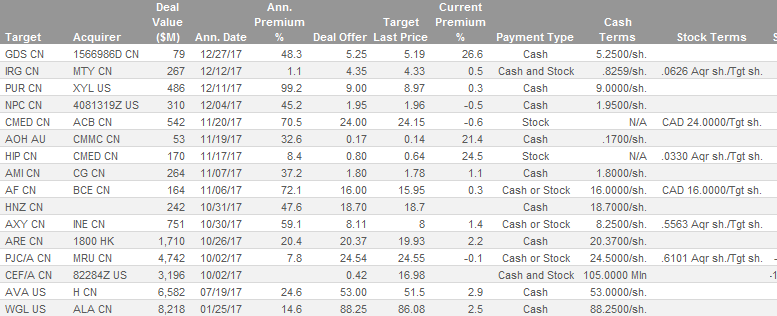 Deal Ann. Current
Value Premium Target Premium Cash
Target Acquirer ($M) Ann. Date % Deal Offer Last Price % Payment Type Terms Stock Terms S
GDS CN 1566986D CN 79 12/27/17 48.3 5.25 5.19 26.6 Cash 5.2500/sh.
IRG CN MTY CN 267 12/12/17 1.1 4.35 4.33 0.5 Cash and Stock .8259/sh. .0626 Aqr sh./Tgt sh.
PUR CN XYL US 486 12/11/17 99.2 9.00 8.97 0.3 Cash 9.0000/sh.
NPC CN 4081319Z US 310 12/04/17 45.2 1.95 1.96 -0.5 Cash 1.9500/sh.
CMED CN ACB CN 542 11/20/17 70.5 24.00 24.15 -0.6 Stock N/A CAD 24.0000/Tgt sh.
AOH AU CMMC CN 53 11/19/17 32.6 0.17 0.14 21.4 Cash .1700/sh.
HIP CN CMED CN 170 11/17/17 8.4 0.80 0.64 24.5 Stock N/A .0330 Aqr sh./Tgt sh.
AMI CN CG CN 264 11/07/17 37.2 1.80 1.78 1.1 Cash 1.8000/sh.
AF CN BCE CN 164 11/06/17 72.1 16.00 15.95 0.3 Cash or Stock 16.0000/sh. CAD 16.0000/Tgt sh.
HNZ CN 242 10/31/17 47.6 18.70 18.7 Cash 18.7000/sh.
AXY CN INE CN 751 10/30/17 59.1 8.11 8 1.4 Cash or Stock 8.2500/sh. .5563 Aqr sh./Tgt sh.
ARE CN 1800 HK 1,710 10/26/17 20.4 20.37 19.93 2.2 Cash 20.3700/sh.
PJC/A CN MRU CN 4,742 10/02/17 7.8 24.54 24.55 -0.1 Cash or Stock 24.5000/sh. .6101 Aqr sh./Tgt sh. -
CEF/A CN 82284Z US 3,196 10/02/17 0.42 16.98 Cash and Stock 105.0000 Mln -1
AVA US H CN 6,582 07/19/17 24.6 53.00 51.5 2.9 Cash 53.0000/sh.
WGL US ALA CN 8,218 01/25/17 14.6 88.25 86.08 2.5 Cash 88.2500/sh.